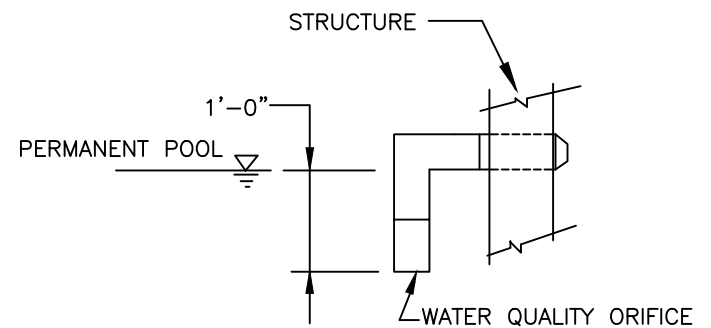 STRUCTURE
1'-0"
PERMANENT POOL
WATER QUALITY ORIFICE